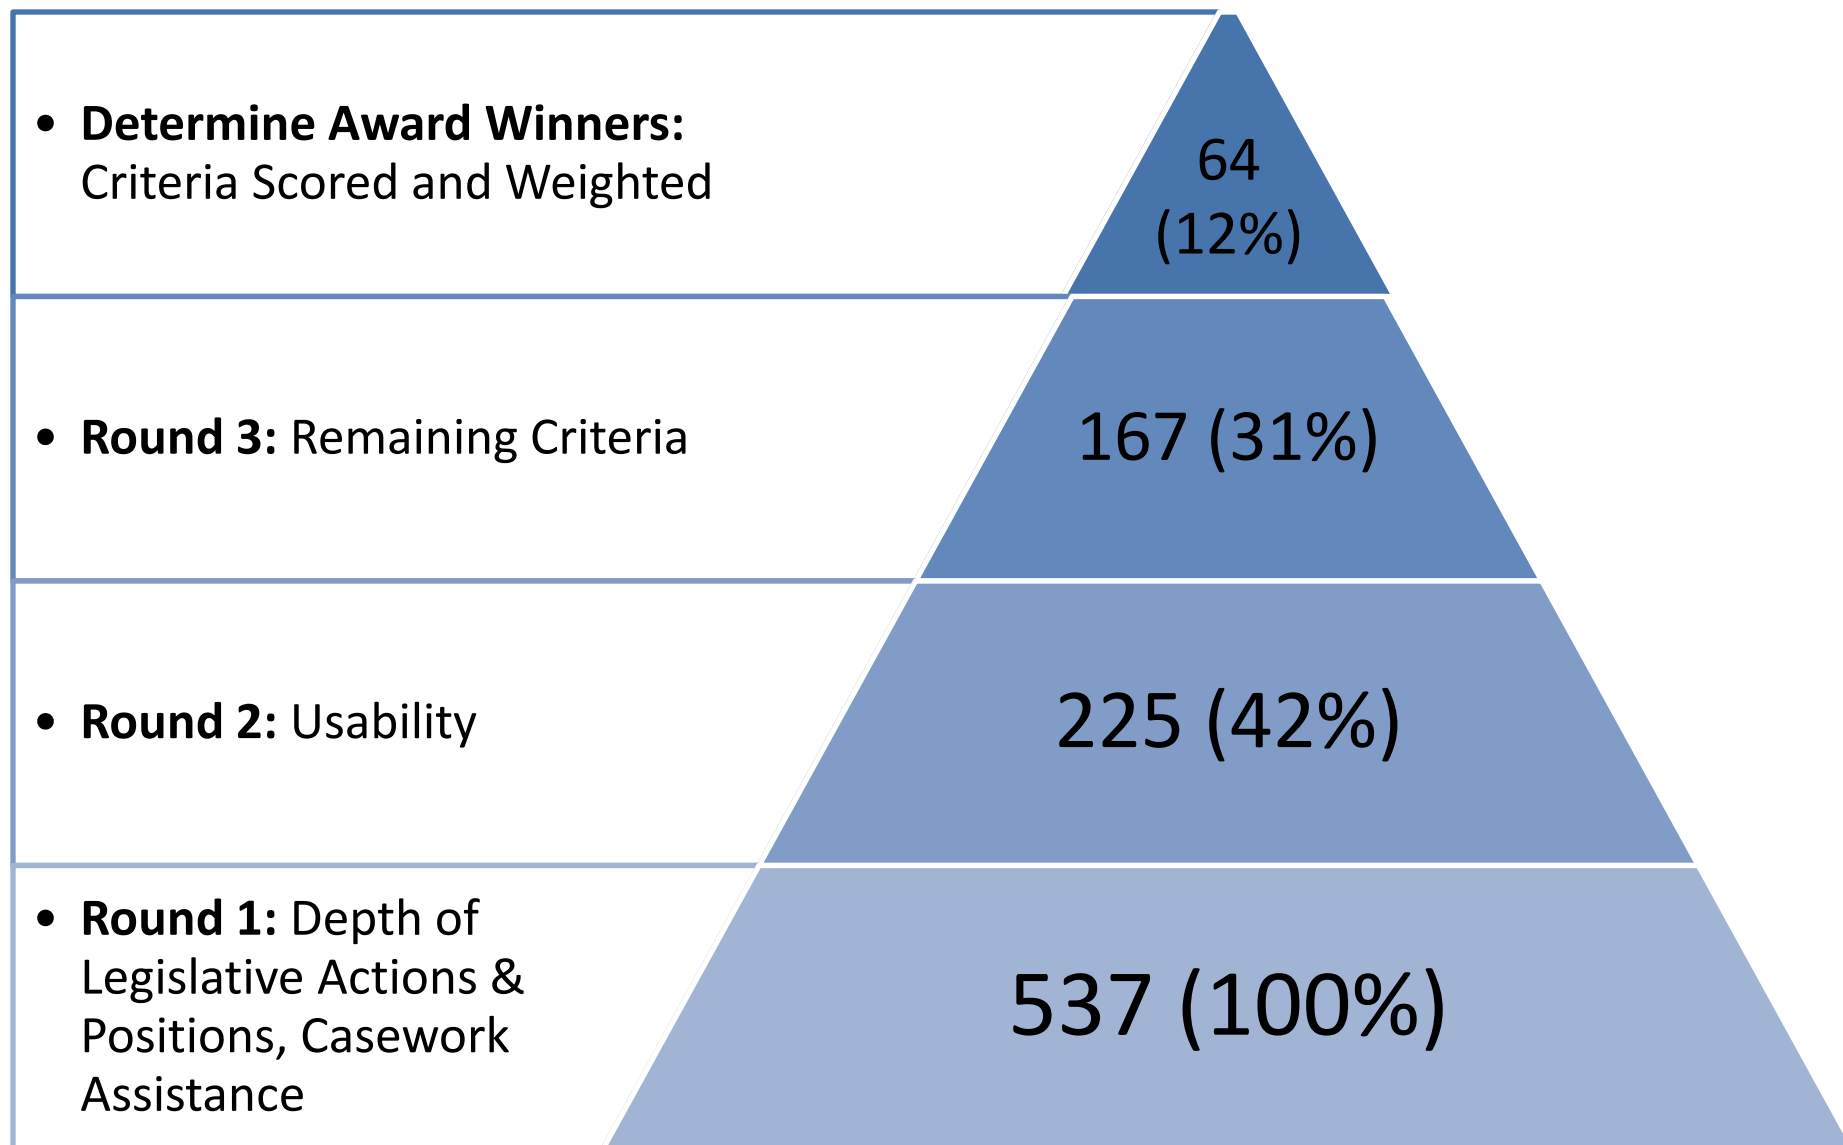 • Determine Award Winners:
Criteria Scored and Weighted
64
(12%)
• Round 3: Remaining Criteria
167 (31%)
• Round 2: Usability
225 (42%)
• Round 1: Depth of
Legislative Actions &
Positions, Casework
Assistance
537 (100%)